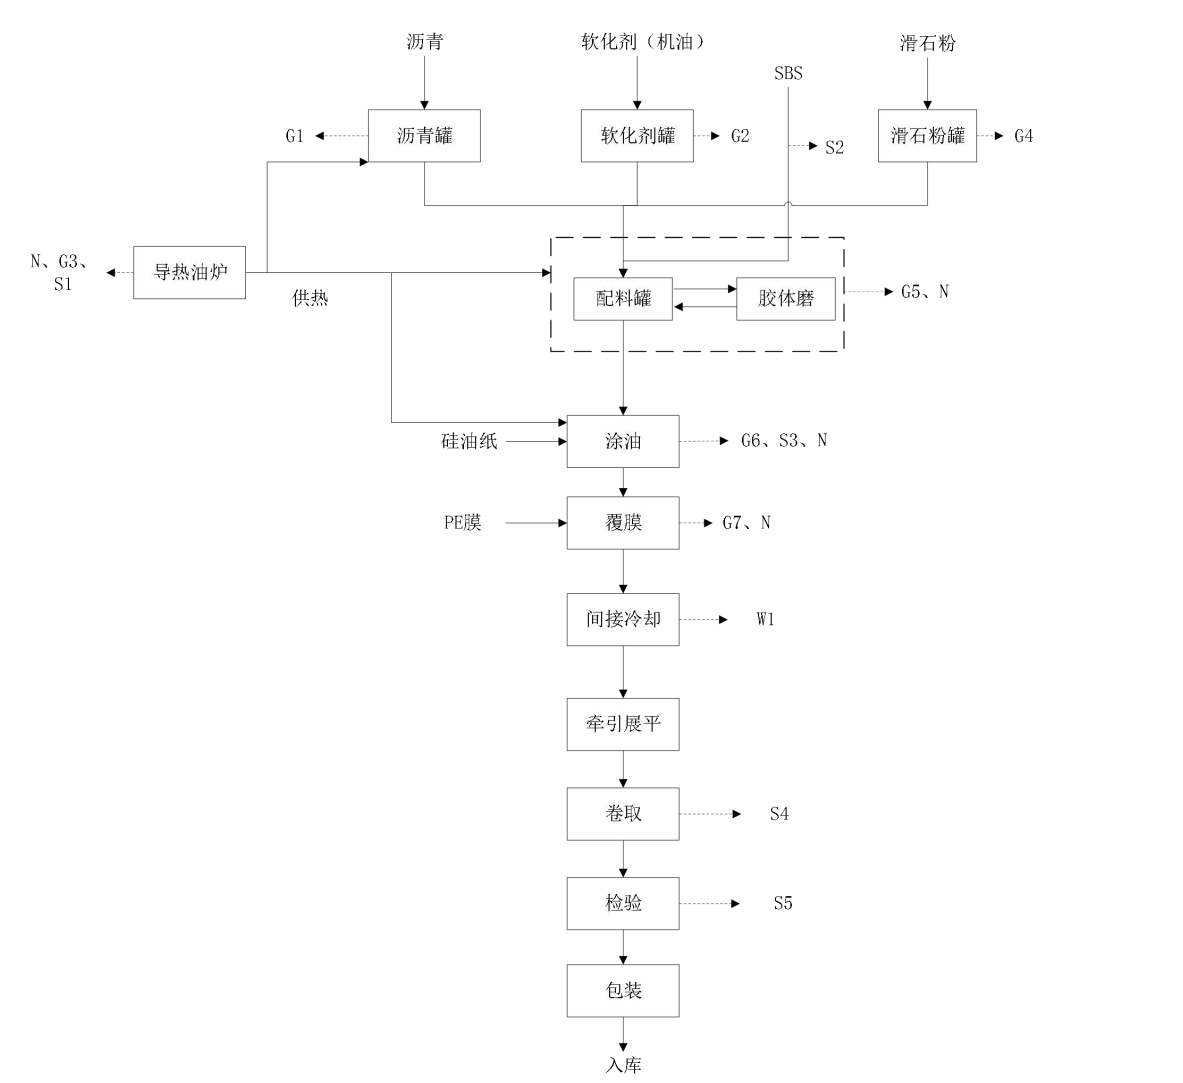 沥青
软化剂（机油）
滑石粉
SBS
G1
沥青罐
软化剂罐
G2
S2
滑石粉罐
G4
N、G3、
S1
导热油炉
供热
配料罐
胶体磨
G5、N
硅油纸
涂油
G6、S3、N
PE膜
覆膜
G7、N
间接冷却
W1
牵引展平
卷取
S4
检验
S5
包装
入库